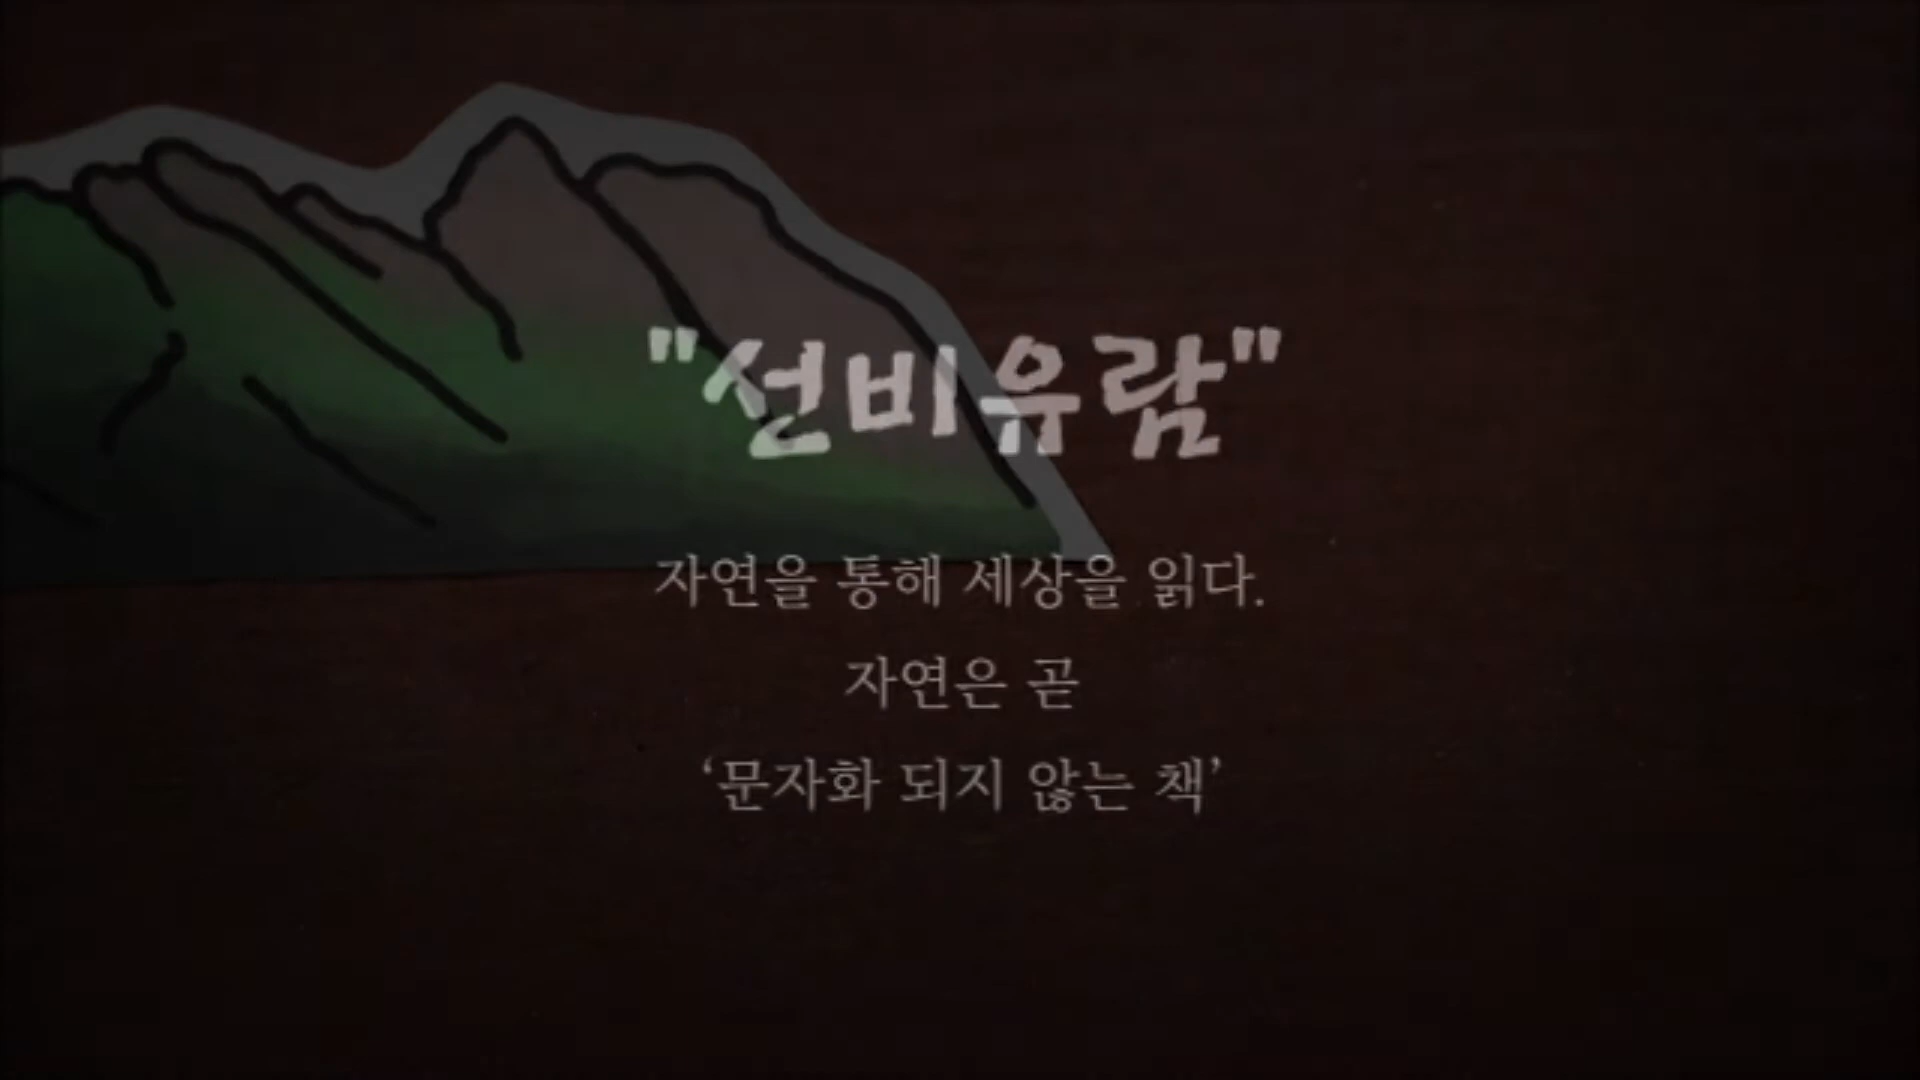 "선비유람"
자연을 통해 세상을 읽다.
자연은 곧
‘문자화 되지 않는 책’